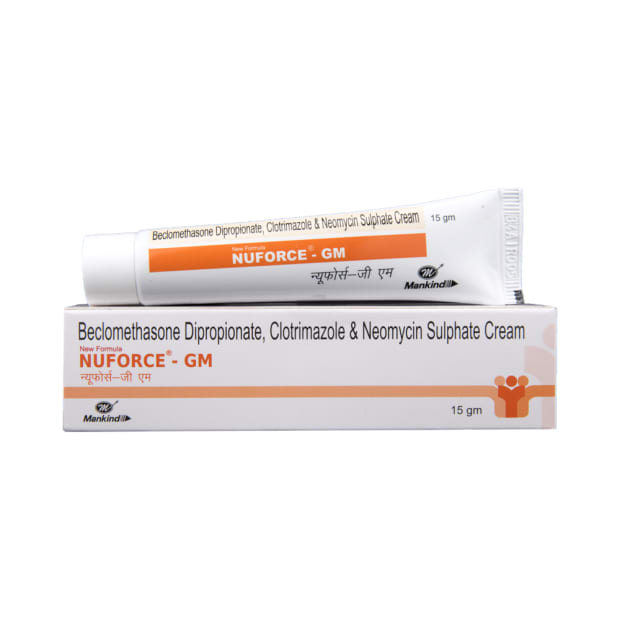 Beclomethasone Dipropionate, Clotrimazole & Neomycin Sulphate Cream
15 gm
New Formula
NUFORCE® - GM
न्यूफोर्स–जी एम
Mankind
Beclomethasone Dipropionate, Clotrimazole & Neomycin Sulphate Cream
New Formula
NUFORCE® - GM
न्यूफोर्स–जी एम
Mankind
15 gm